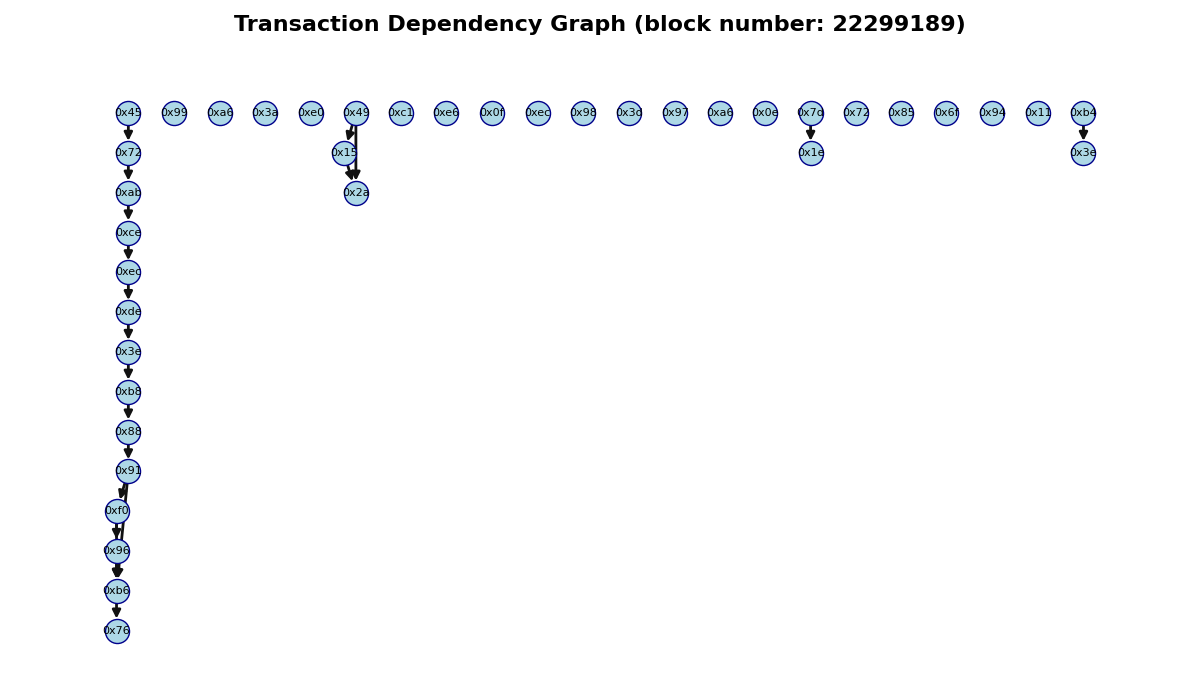 Transaction Dependency Graph (block number: 22299189)
0x45 0x99 0xa6 0x3a 0xe0 0x49 0xc1 0xe6 0x0f 0xec 0x98 0x3d 0x97 0xa6 0x0e 0x7d 0x72 0x85 0x6f 0x94 0x11 0xb4
0x72 0x15 0x1e 0x3e
0xab 0x2a
0xce
0xec
0xde
0x3e
0xb8
0x88
0x91
0xf0
0x96
0xb6
0x76